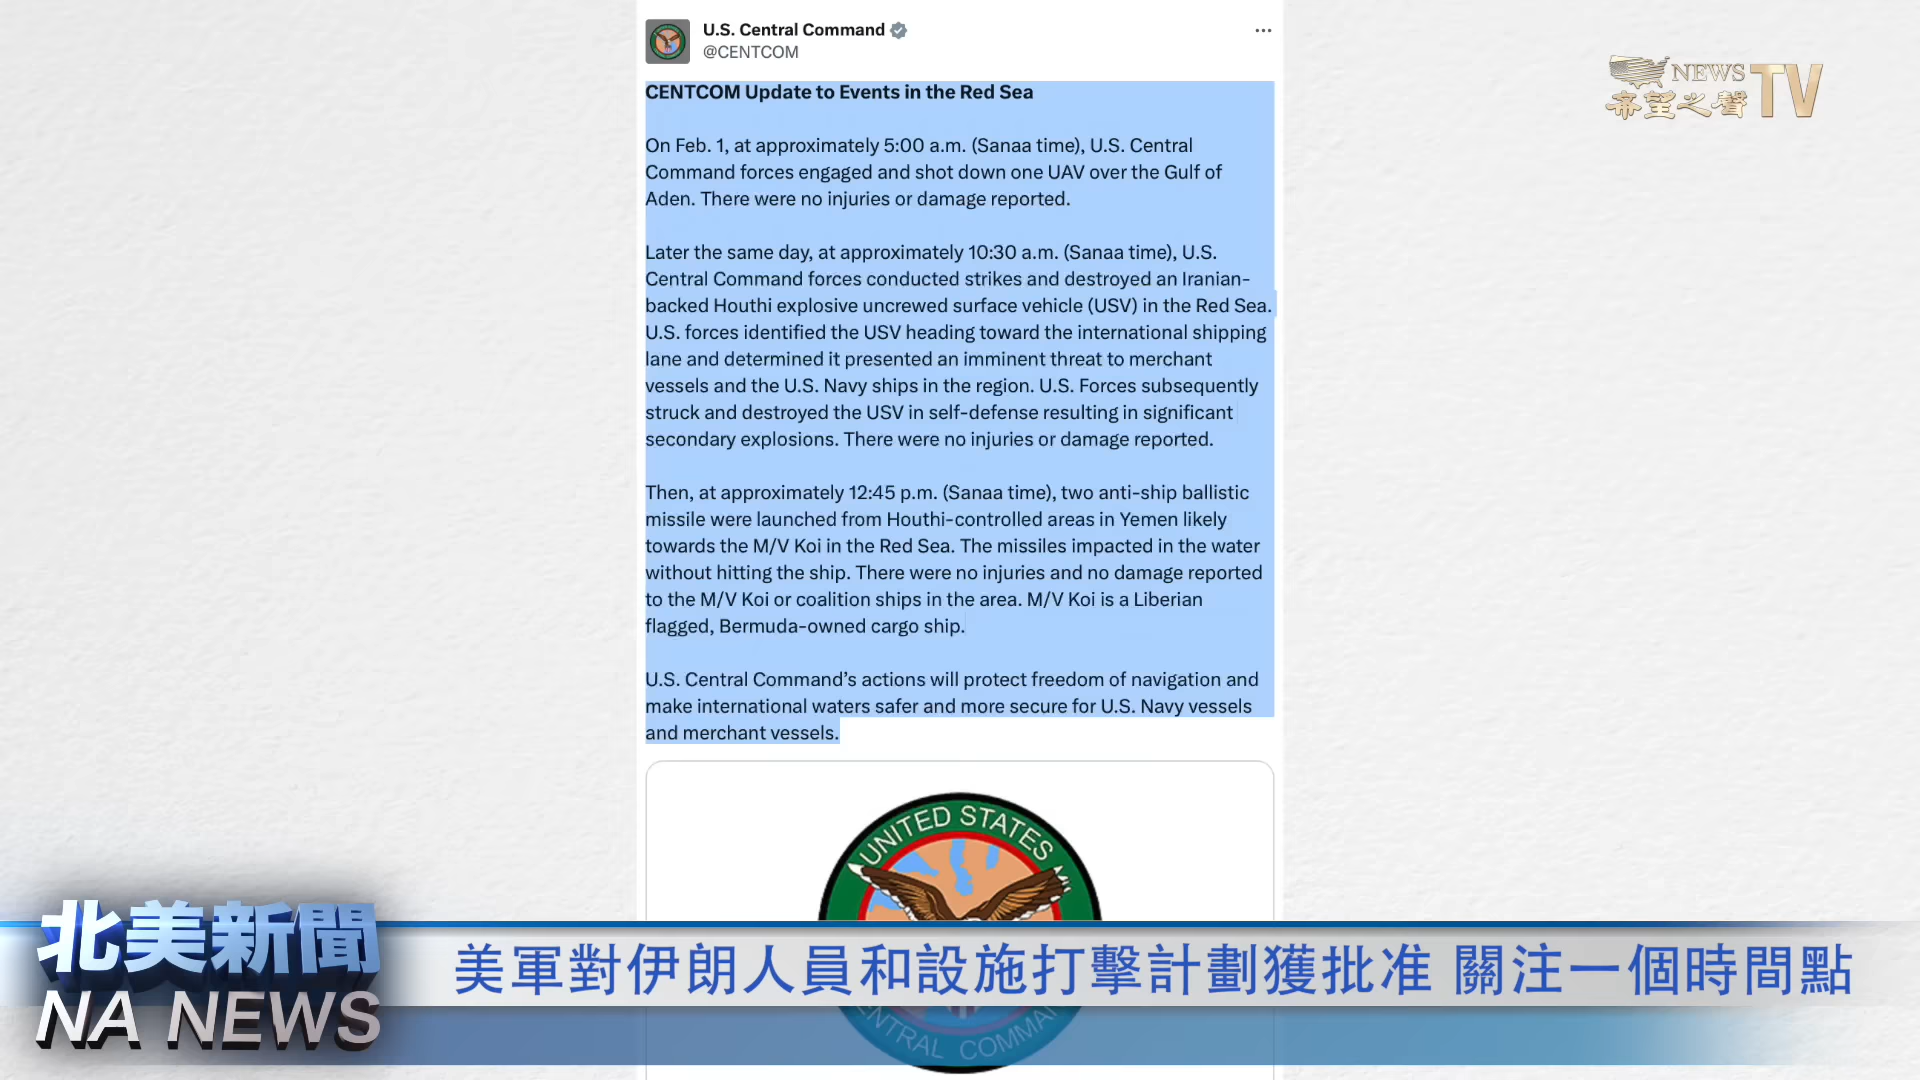 U.S. Central Command
@CENTCOM
NEWS
希望之聲TV
CENTCOM Update to Events in the Red Sea
On Feb. 1, at approximately 5:00 a.m. (Sanaa time), U.S. Central
Command forces engaged and shot down one UAV over the Gulf of
Aden. There were no injuries or damage reported.
Later the same day, at approximately 10:30 a.m. (Sanaa time), U.S.
Central Command forces conducted strikes and destroyed an Iranian-
backed Houthi explosive uncrewed surface vehicle (USV) in the Red Sea.
U.S. forces identified the USV heading toward the international shipping
lane and determined it presented an imminent threat to merchant
vessels and the U.S. Navy ships in the region. U.S. Forces subsequently
struck and destroyed the USV in self-defense resulting in significant
secondary explosions. There were no injuries or damage reported.
Then, at approximately 12:45 p.m. (Sanaa time), two anti-ship ballistic
missile were launched from Houthi-controlled areas in Yemen likely
towards the M/V Koi in the Red Sea. The missiles impacted in the water
without hitting the ship. There were no injuries and no damage reported
to the M/V Koi or coalition ships in the area. M/V Koi is a Liberian
flagged, Bermuda-owned cargo ship.
U.S. Central Command’s actions will protect freedom of navigation and
make international waters safer and more secure for U.S. Navy vessels
and merchant vessels.
UNITED STATES
北美新聞
NA NEWS
美軍對伊朗人員和設施打擊計劃獲批准 關注一個時間點
CENTRAL COMMAND